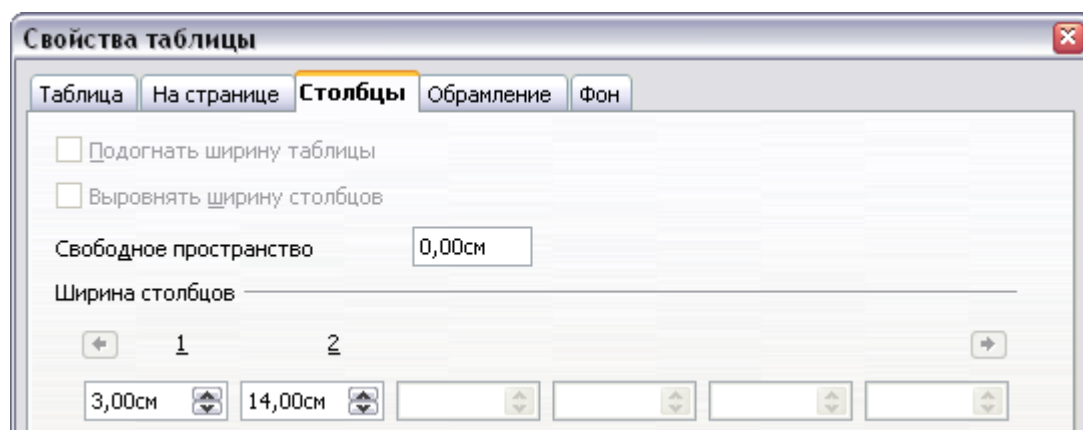 Свойства таблицы
Таблица На странице Столбцы Обрамление Фон
Подогнать ширину таблицы
Выровнять ширину столбцов
Свободное пространство 0,00см
Ширина столбцов
1 2
3,00см 14,00см